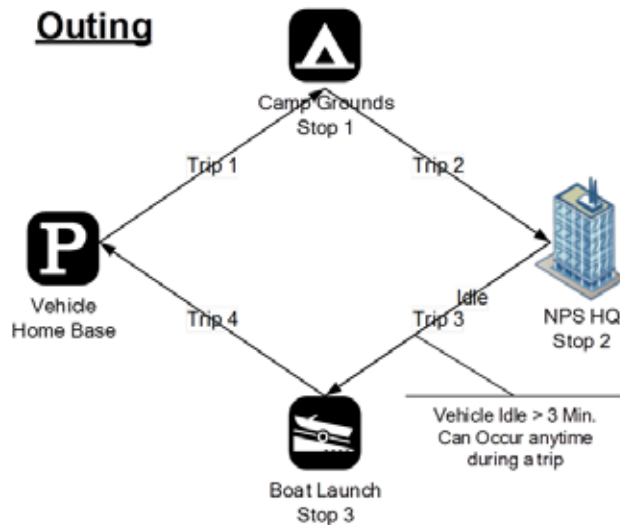 Outing
Camp Grounds
Stop 1
Trip 1
Trip 2
P
Vehicle
Home Base
NPS HQ
Stop 2
Idle
Trip 3
Trip 4
Vehicle Idle > 3 Min.
Can Occur anytime
during a trip
Boat Launch
Stop 3